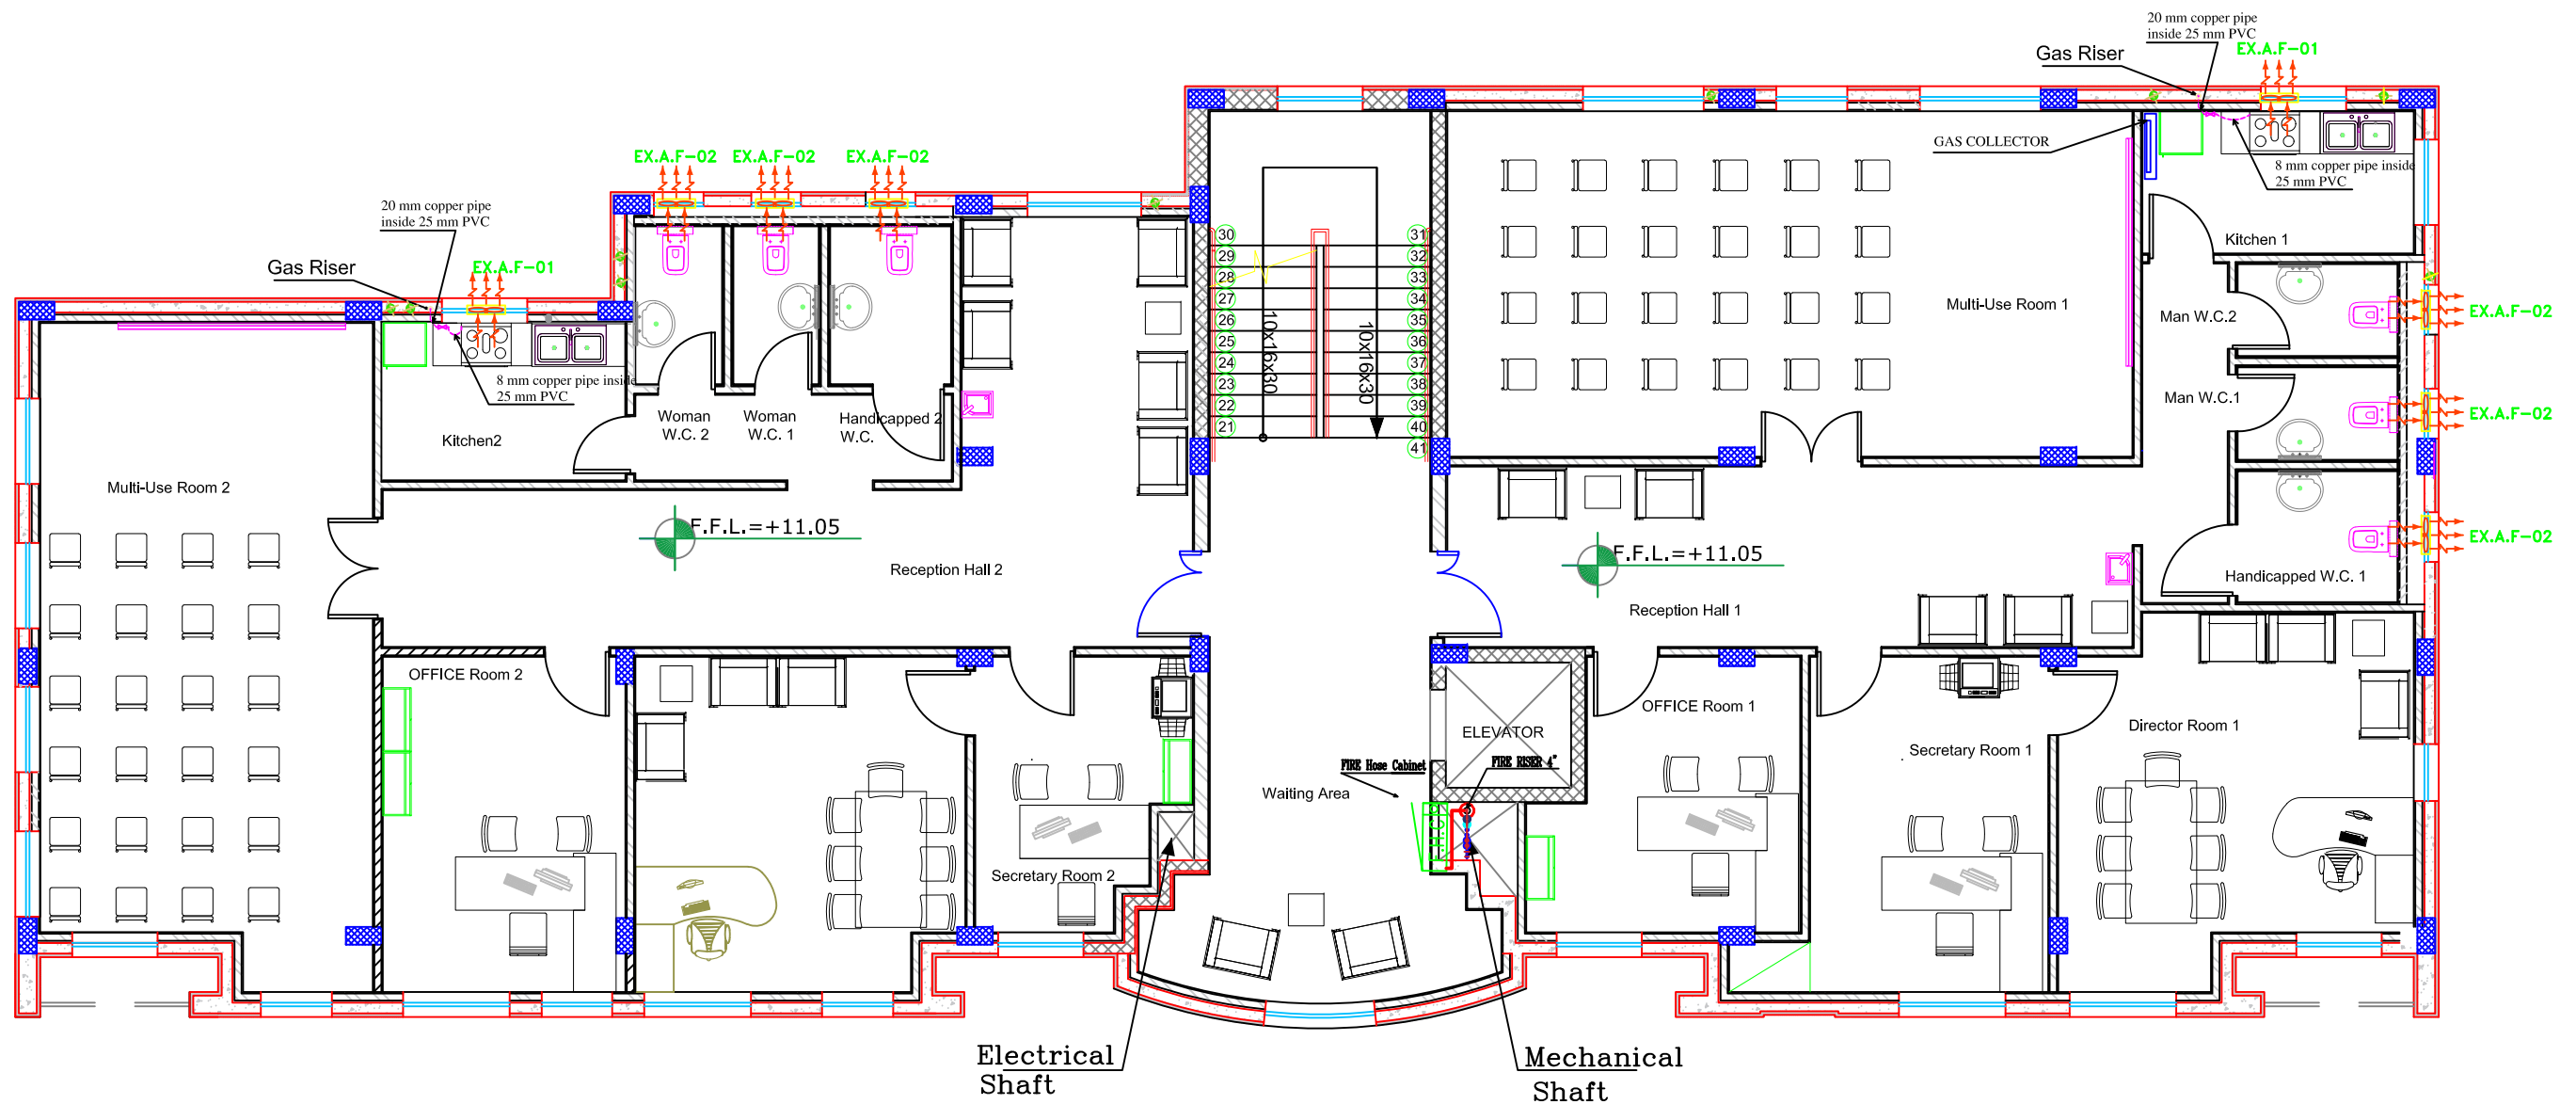 20 mm copper pipe
inside 25 mm PVC
Gas Riser
EX.A.F-01
GAS COLLECTOR
8 mm copper pipe inside
25 mm PVC
Kitchen 1
EX.A.F-02
EX.A.F-02
EX.A.F-02
20 mm copper pipe
inside 25 mm PVC
Gas Riser
EX.A.F-01
8 mm copper pipe inside
25 mm PVC
Kitchen2
Woman
W.C. 2
Woman
W.C. 1
Handicapped 2
W.C.
30
29
28
27
26
25
24
23
22
21
10x16x30
10x16x30
31
32
33
34
35
36
37
38
39
40
41
Multi-Use Room 1
Man W.C.2
EX.A.F-02
Man W.C.1
EX.A.F-02
EX.A.F-02
Handicapped W.C. 1
Multi-Use Room 2
F.F.L.=+11.05
Reception Hall 2
F.F.L.=+11.05
Reception Hall 1
OFFICE Room 2
Secretary Room 2
ELEVATOR
FIRE Hose Cabinet
FIRE RISER 4"
Waiting Area
F.H.C
OFFICE Room 1
Secretary Room 1
Director Room 1
Electrical
Shaft
Mechanical
Shaft